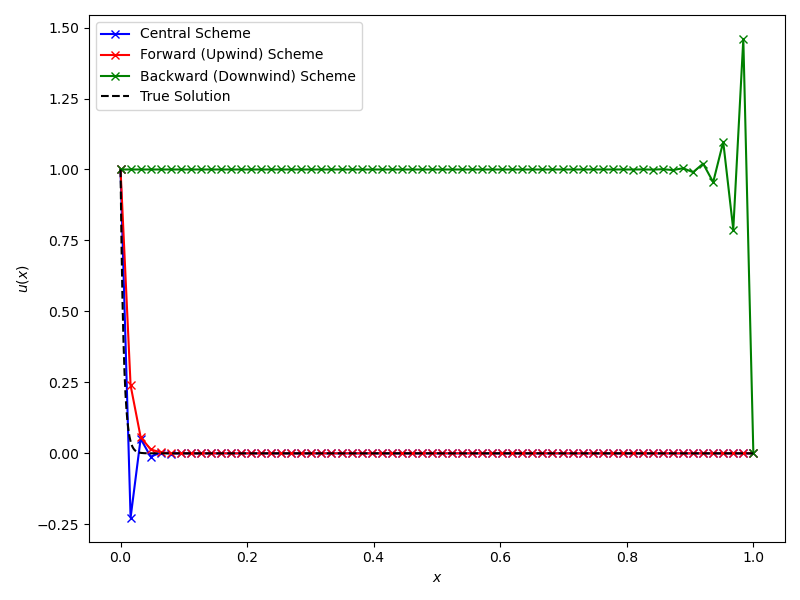 1.50
1.25
1.00
0.75
0.50
0.25
0.00
−0.25
u(x)
Central Scheme
Forward (Upwind) Scheme
Backward (Downwind) Scheme
True Solution
0.0 0.2 0.4 0.6 0.8 1.0
x